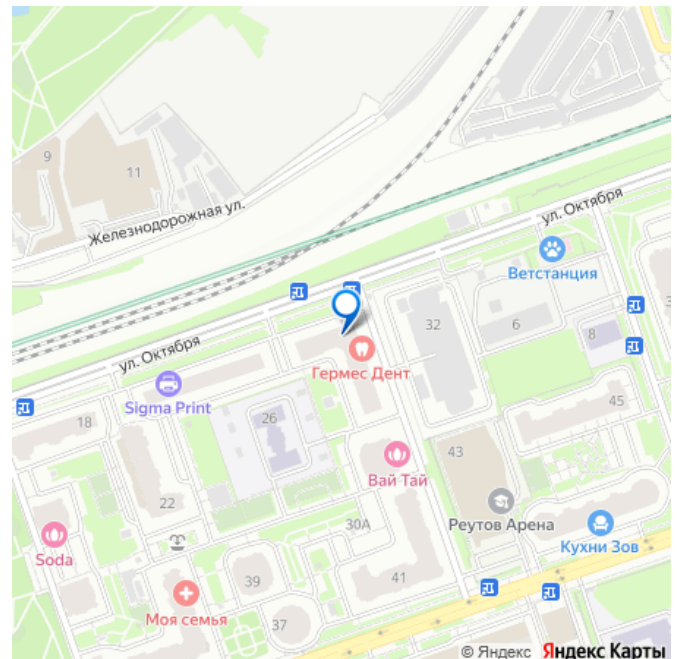 7
9
11
Железнодорожная ул.
ул. Октября
Ветстанция
32
6
8
3
ул. Октября
Гермес Дент
Sigma Print
26
18
45
43
Вай Тай
22
Реутов Арена
30А
Кухни Зов
Soda
39
41
Моя семья
37
© Яндекс Яндекс Карты